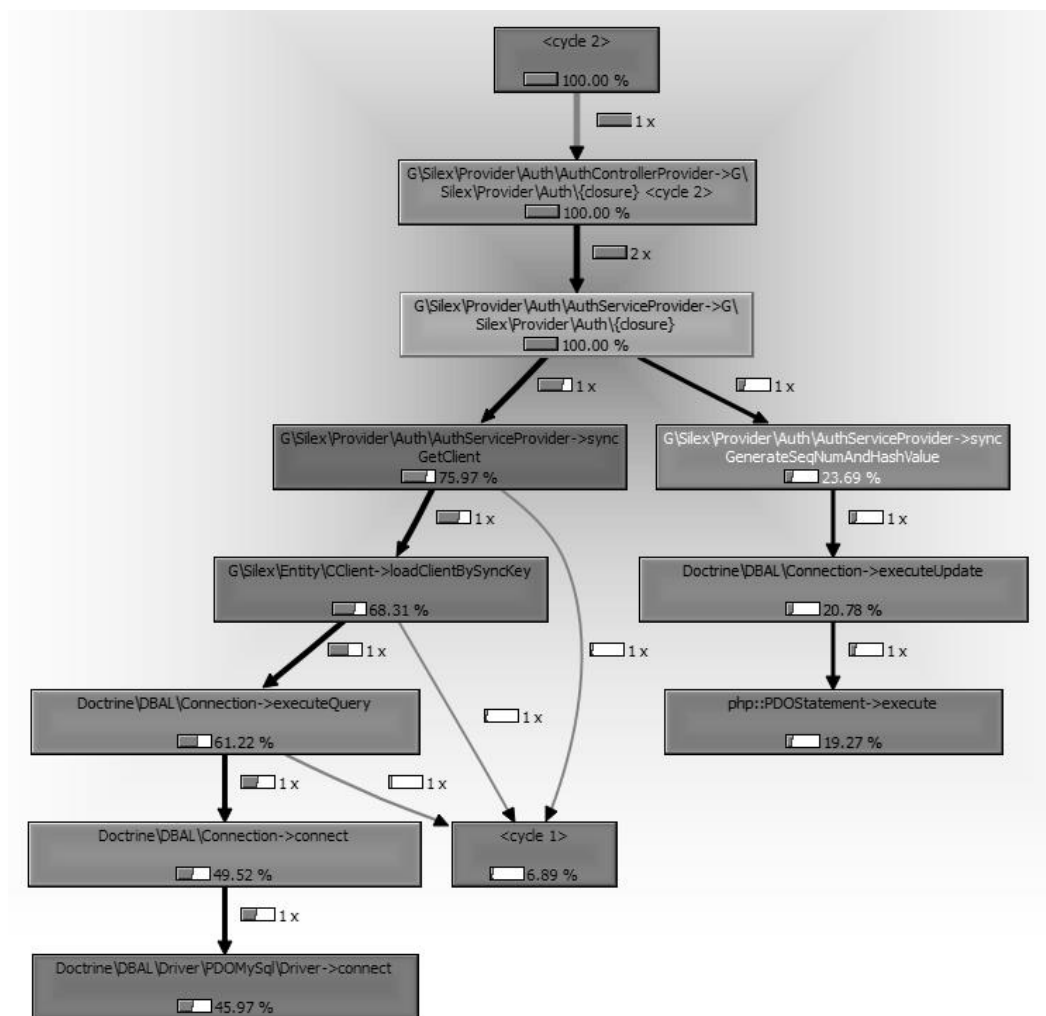 <cycle 2>
100.00 %
1 x
G\Silex\Provider\Auth\AuthControllerProvider->G\
Silex\Provider\Auth\{closure} <cycle 2>
100.00 %
2 x
G\Silex\Provider\Auth\AuthServiceProvider->G\
Silex\Provider\Auth\{closure}
100.00 %
1 x
1 x
G\Silex\Provider\Auth\AuthServiceProvider->sync
GetClient
75.97 %
G\Silex\Provider\Auth\AuthServiceProvider->sync
GenerateSeqNumAndHashValue
23.69 %
1 x
1 x
G\Silex\Entity\CClient->loadClientBySyncKey
68.31 %
Doctrine\DBAL\Connection->executeUpdate
20.78 %
1 x
1 x
1 x
Doctrine\DBAL\Connection->executeQuery
61.22 %
1 x
php::PDOStatement->execute
19.27 %
1 x
1 x
Doctrine\DBAL\Connection->connect
49.52 %
<cycle 1>
6.89 %
1 x
Doctrine\DBAL\Driver\PDOMySql\Driver->connect
45.97 %